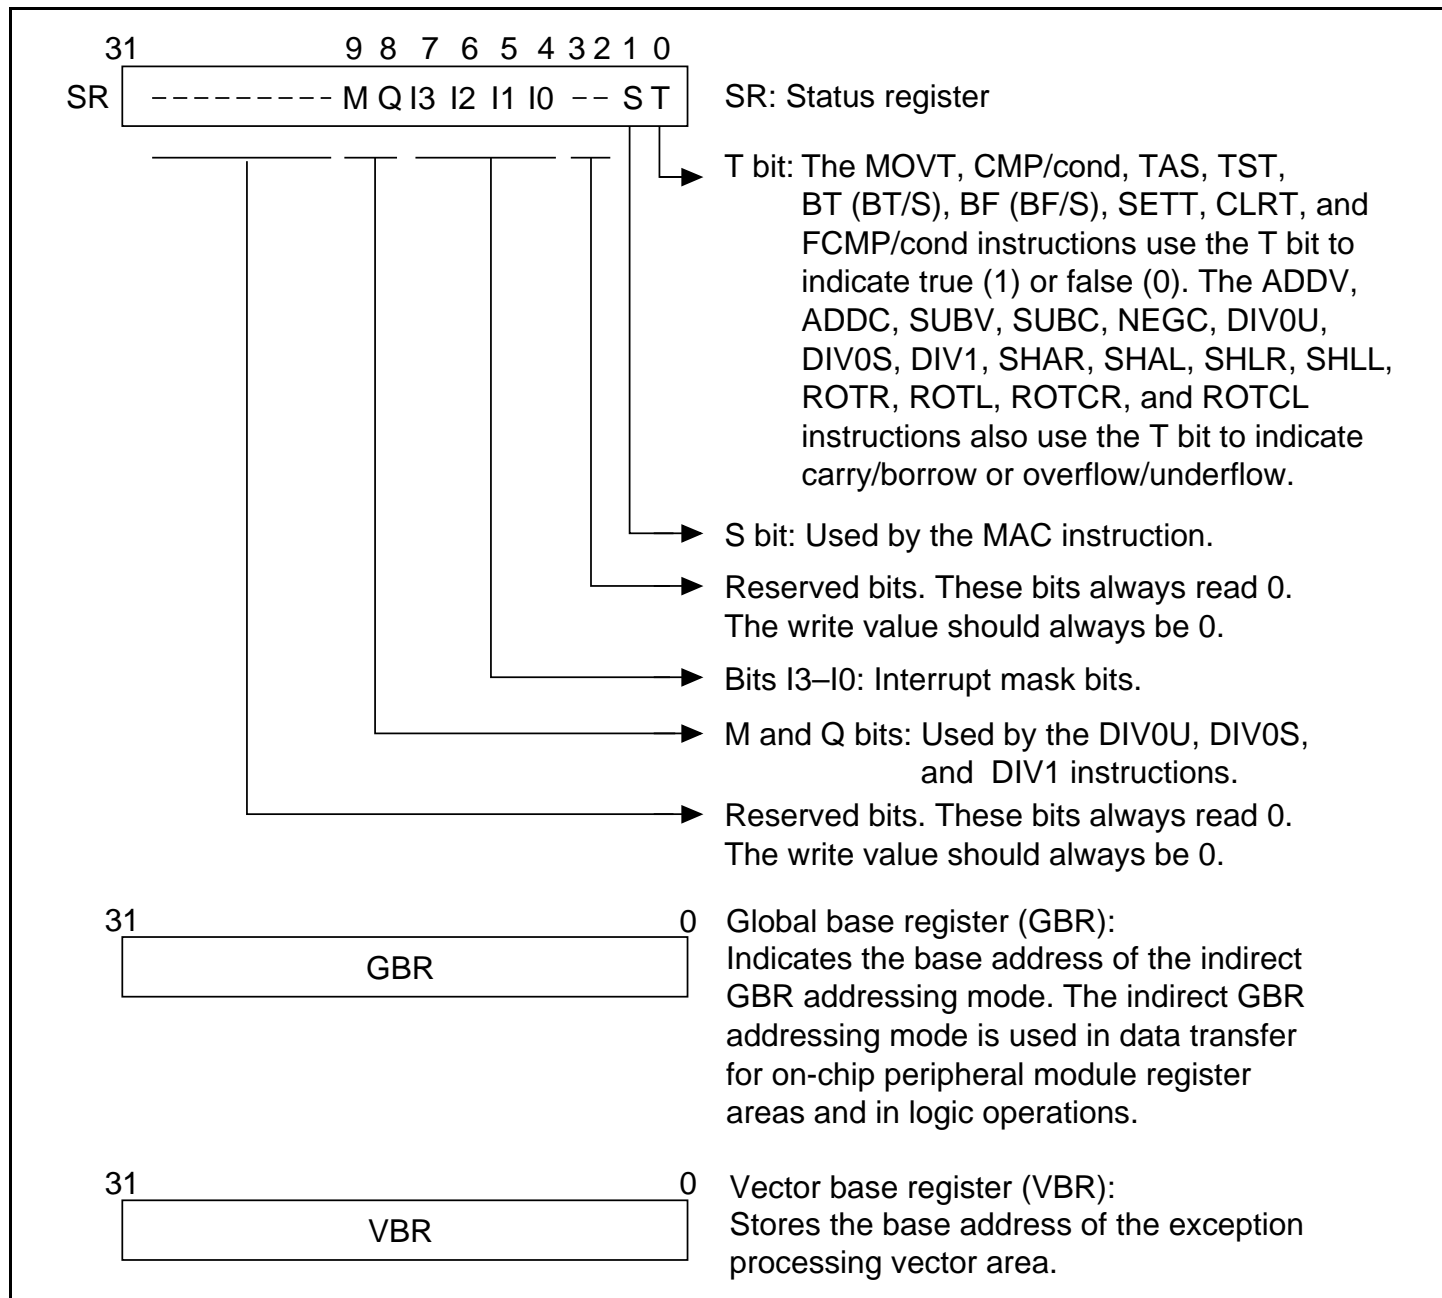 31 9 8 7 6 5 4 3 2 1 0
SR --------- M Q I3 I2 I1 I0 -- S T
SR: Status register
T bit: The MOVT, CMP/cond, TAS, TST,
BT (BT/S), BF (BF/S), SETT, CLRT, and
FCMP/cond instructions use the T bit to
indicate true (1) or false (0). The ADDV,
ADDC, SUBV, SUBC, NEGC, DIV0U,
DIV0S, DIV1, SHAR, SHAL, SHLR, SHLL,
ROTR, ROTL, ROTCR, and ROTCL
instructions also use the T bit to indicate
carry/borrow or overflow/underflow.
S bit: Used by the MAC instruction.
Reserved bits. These bits always read 0.
The write value should always be 0.
Bits I3–I0: Interrupt mask bits.
M and Q bits: Used by the DIV0U, DIV0S,
and DIV1 instructions.
Reserved bits. These bits always read 0.
The write value should always be 0.
31 0
GBR
Global base register (GBR):
Indicates the base address of the indirect
GBR addressing mode. The indirect GBR
addressing mode is used in data transfer
for on-chip peripheral module register
areas and in logic operations.
31 0
VBR
Vector base register (VBR):
Stores the base address of the exception
processing vector area.